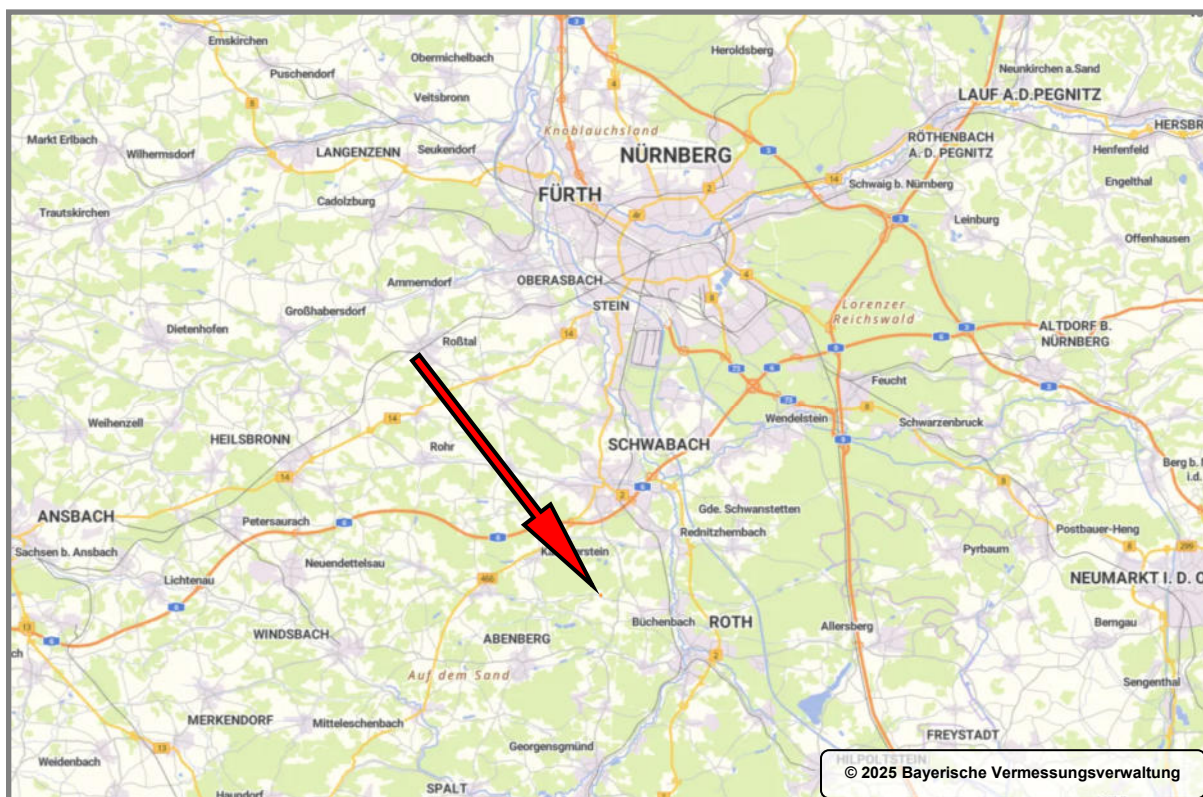 Emskirchen
Obermichelbach
Heroldsberg
Puschendorf
Neunkirchen a.Sand
Veitsbronn
LAUF A.D.PEGNITZ
Knoblauchsland
HERSBR
Markt Erlbach
Wilhermsdorf
LANGENZENN
Seukendorf
NÜRNBERG
RÖTHENBACH
A. D. PEGNITZ
Henfenfeld
Schwaig b. Nürnberg
Engelthal
FÜRTH
Cadolzburg
Trautskirchen
Leinburg
Offenhausen
Ammerndorf
OBERASBACH
Großhabersdorf
STEIN
Lorenzer
Reichswald
Dietenhofen
Roßtal
ALTDORF B.
NÜRNBERG
Feucht
Weihenzell
HEILSBRONN
Rohr
SCHWABACH
Wendelstein
Schwarzenbruck
Berg b.
i.d.
ANSBACH
Petersaurach
Gde. Schwanstetten
Rednitzhembach
Postbauer-Heng
Sachsen b. Ansbach
Neuendettelsau
Pyrbaum
Lichtenau
NEUMARKT I. D. O
WINDSBACH
ABENBERG
Büchenbach
ROTH
Allersberg
Berngau
Auf dem Sand
Sengenthal
MERKENDORF
Mitteleschenbach
FREYSTADT
Georgensgmünd
Weidenbach
HILPOLTSTEIN
© 2025 Bayerische Vermessungsverwaltung
SPALT
Haundorf